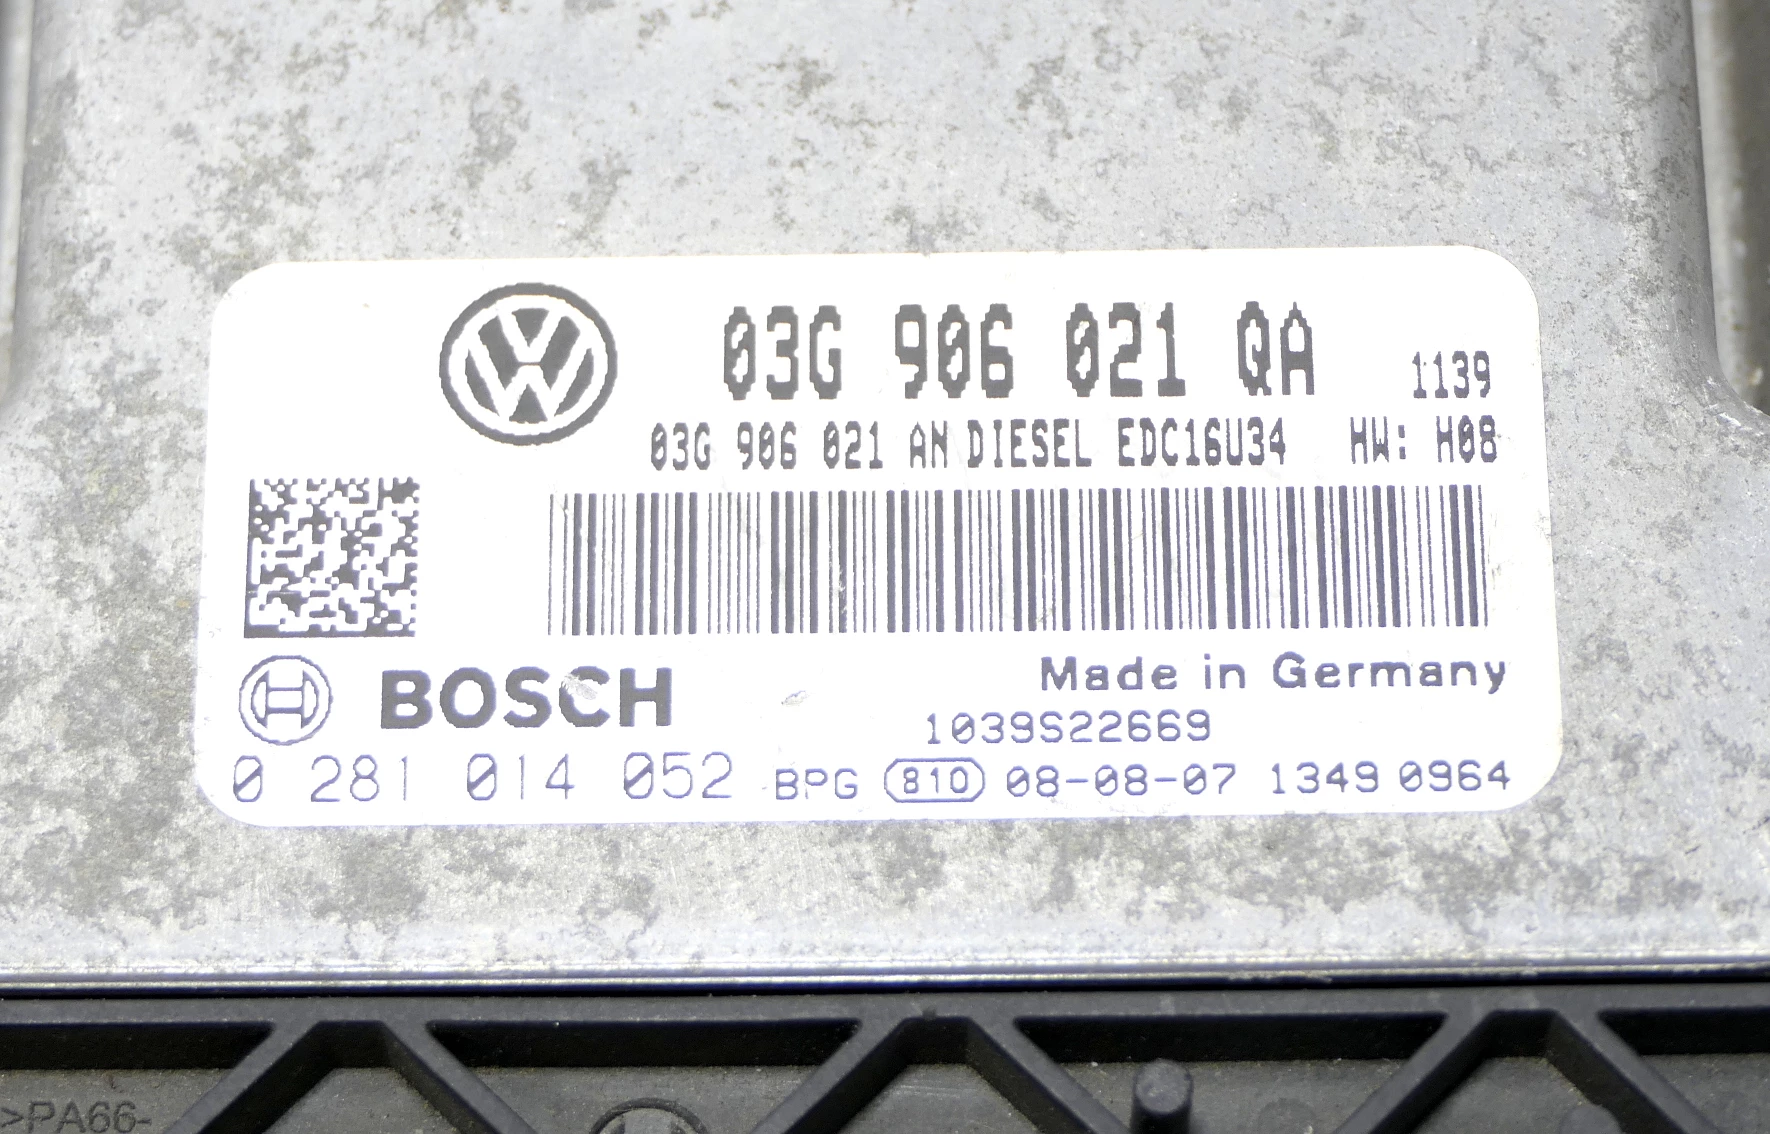 03G 906 021 QA 1139
03G 906 021 AN DIESEL EDC16U34 HW: H08
BOSCH
Made in Germany
1039S22669
0 281 014 052 BPG 810 08-08-07 1349 0964
>PA66-